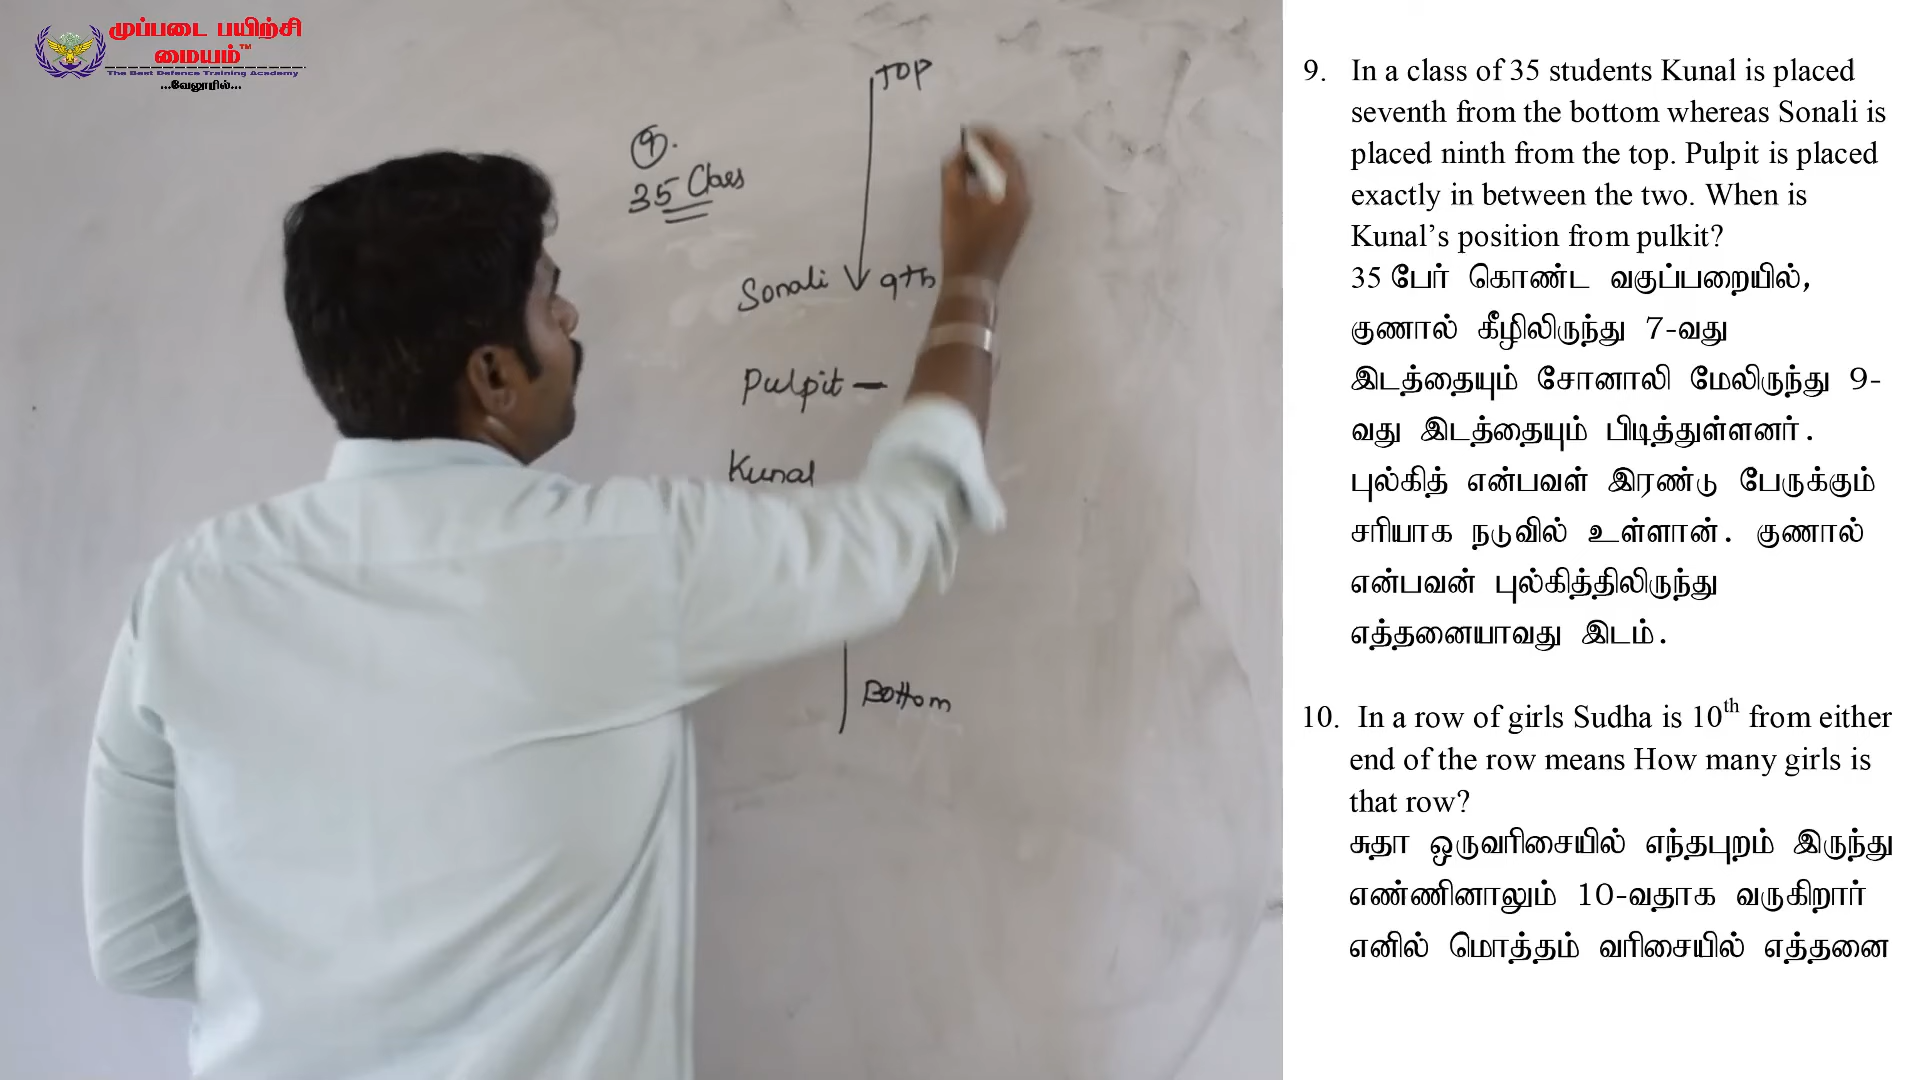 முப்படை பயிற்சி
மையம்™
The Best Defence Training Academy
...வேலூரில்...
TOP
9.
35 Class
Sonali 9th
Pulpit —
Kunal
Bottom
9. In a class of 35 students Kunal is placed
seventh from the bottom whereas Sonali is
placed ninth from the top. Pulpit is placed
exactly in between the two. When is
Kunal’s position from pulkit?
35 பேர் கொண்ட வகுப்பறையில்,
குணால் கீழிலிருந்து 7-வது
இடத்தையும் சோனாலி மேலிருந்து 9-
வது இடத்தையும் பிடித்துள்ளனர்.
புல்கித் என்பவள் இரண்டு பேருக்கும்
சரியாக நடுவில் உள்ளான். குணால்
என்பவன் புல்கித்திலிருந்து
எத்தனையாவது இடம்.
10. In a row of girls Sudha is 10th from either
end of the row means How many girls is
that row?
சுதா ஒருவரிசையில் எந்தபுறம் இருந்து
எண்ணினாலும் 10-வதாக வருகிறார்
எனில் மொத்தம் வரிசையில் எத்தனை